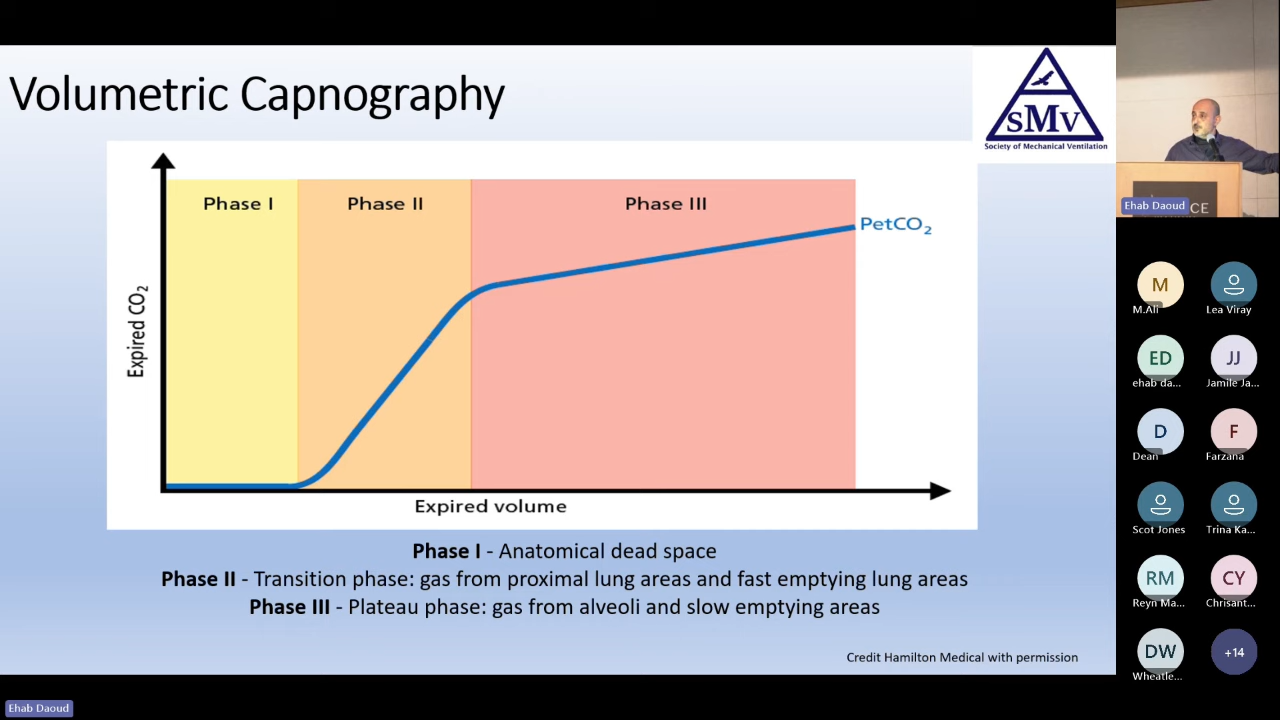 Volumetric Capnography
SMV
Society of Mechanical Ventilation
Phase I
Phase II
Phase III
PetCO₂
Expired CO₂
Expired volume
Phase I - Anatomical dead space
Phase II - Transition phase: gas from proximal lung areas and fast emptying lung areas
Phase III - Plateau phase: gas from alveoli and slow emptying areas
Credit Hamilton Medical with permission
Ehab Daoud
CE
M
M.Ali
Lea Viray
ED
ehab da...
JJ
Jamile Ja...
D
Dean
F
Farzana
Scot Jones
Trina Ka...
RM
Reyn Ma...
CY
Chrisant...
DW
Wheatle...
+14
Ehab Daoud